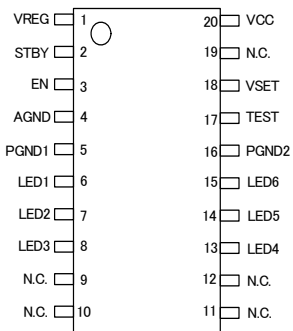 VREG 1 20 VCC
STBY 2 19 N.C.
EN 3 18 VSET
AGND 4 17 TEST
PGND1 5 16 PGND2
LED1 6 15 LED6
LED2 7 14 LED5
LED3 8 13 LED4
N.C. 9 12 N.C.
N.C. 10 11 N.C.